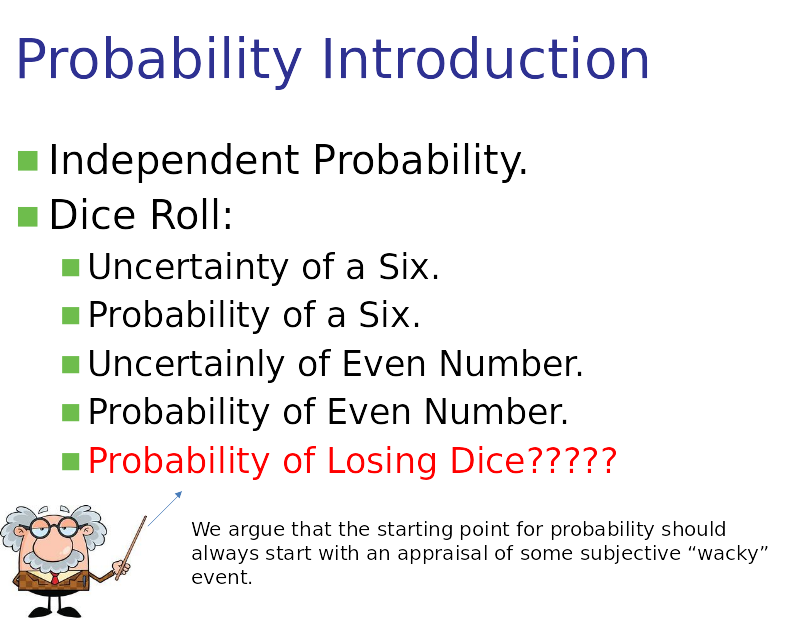 Probability Introduction
Independent Probability.
Dice Roll:
Uncertainty of a Six.
Probability of a Six.
Uncertainly of Even Number.
Probability of Even Number.
Probability of Losing Dice?????
We argue that the starting point for probability should
always start with an appraisal of some subjective “wacky”
event.